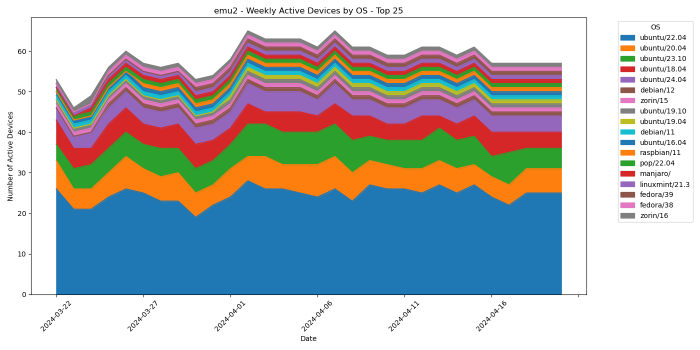 emu2 - Weekly Active Devices by OS - Top 25
Number of Active Devices
60
50
40
30
20
10
0
2024-03-22
2024-03-27
2024-04-01
2024-04-06
2024-04-11
2024-04-16
Date
OS
ubuntu/22.04
ubuntu/20.04
ubuntu/23.10
ubuntu/18.04
ubuntu/24.04
debian/12
zorin/15
ubuntu/19.10
ubuntu/19.04
debian/11
ubuntu/16.04
raspbian/11
pop/22.04
manjaro/
linuxmint/21.3
fedora/39
fedora/38
zorin/16